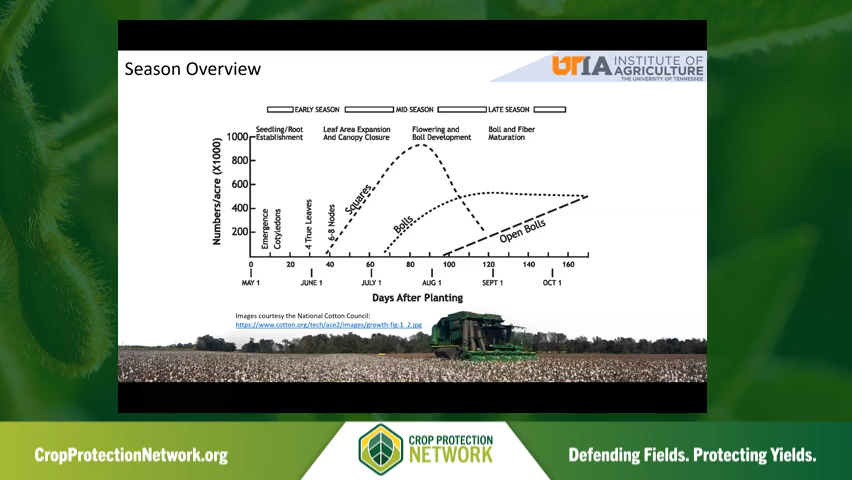 Season Overview
UTIA INSTITUTE OF
AGRICULTURE
THE UNIVERSITY OF TENNESSEE
EARLY SEASON MID SEASON LATE SEASON
Seedling/Root
Establishment
Leaf Area Expansion
And Canopy Closure
Flowering and
Boll Development
Boll and Fiber
Maturation
Numbers/acre (X1000)
1000
800
600
400
200
Emergence
Cotyledons
4 True Leaves
6-8 Nodes
Squares
Bolls
Open Bolls
0 20 40 60 80 100 120 140 160
MAY 1 JUNE 1 JULY 1 AUG 1 SEPT 1 OCT 1
Days After Planting
Images courtesy the National Cotton Council:
https://www.cotton.org/tech/ace2/images/growth-fig-1_2.jpg
CropProtectionNetwork.org
CROP PROTECTION
NETWORK
Defending Fields. Protecting Yields.